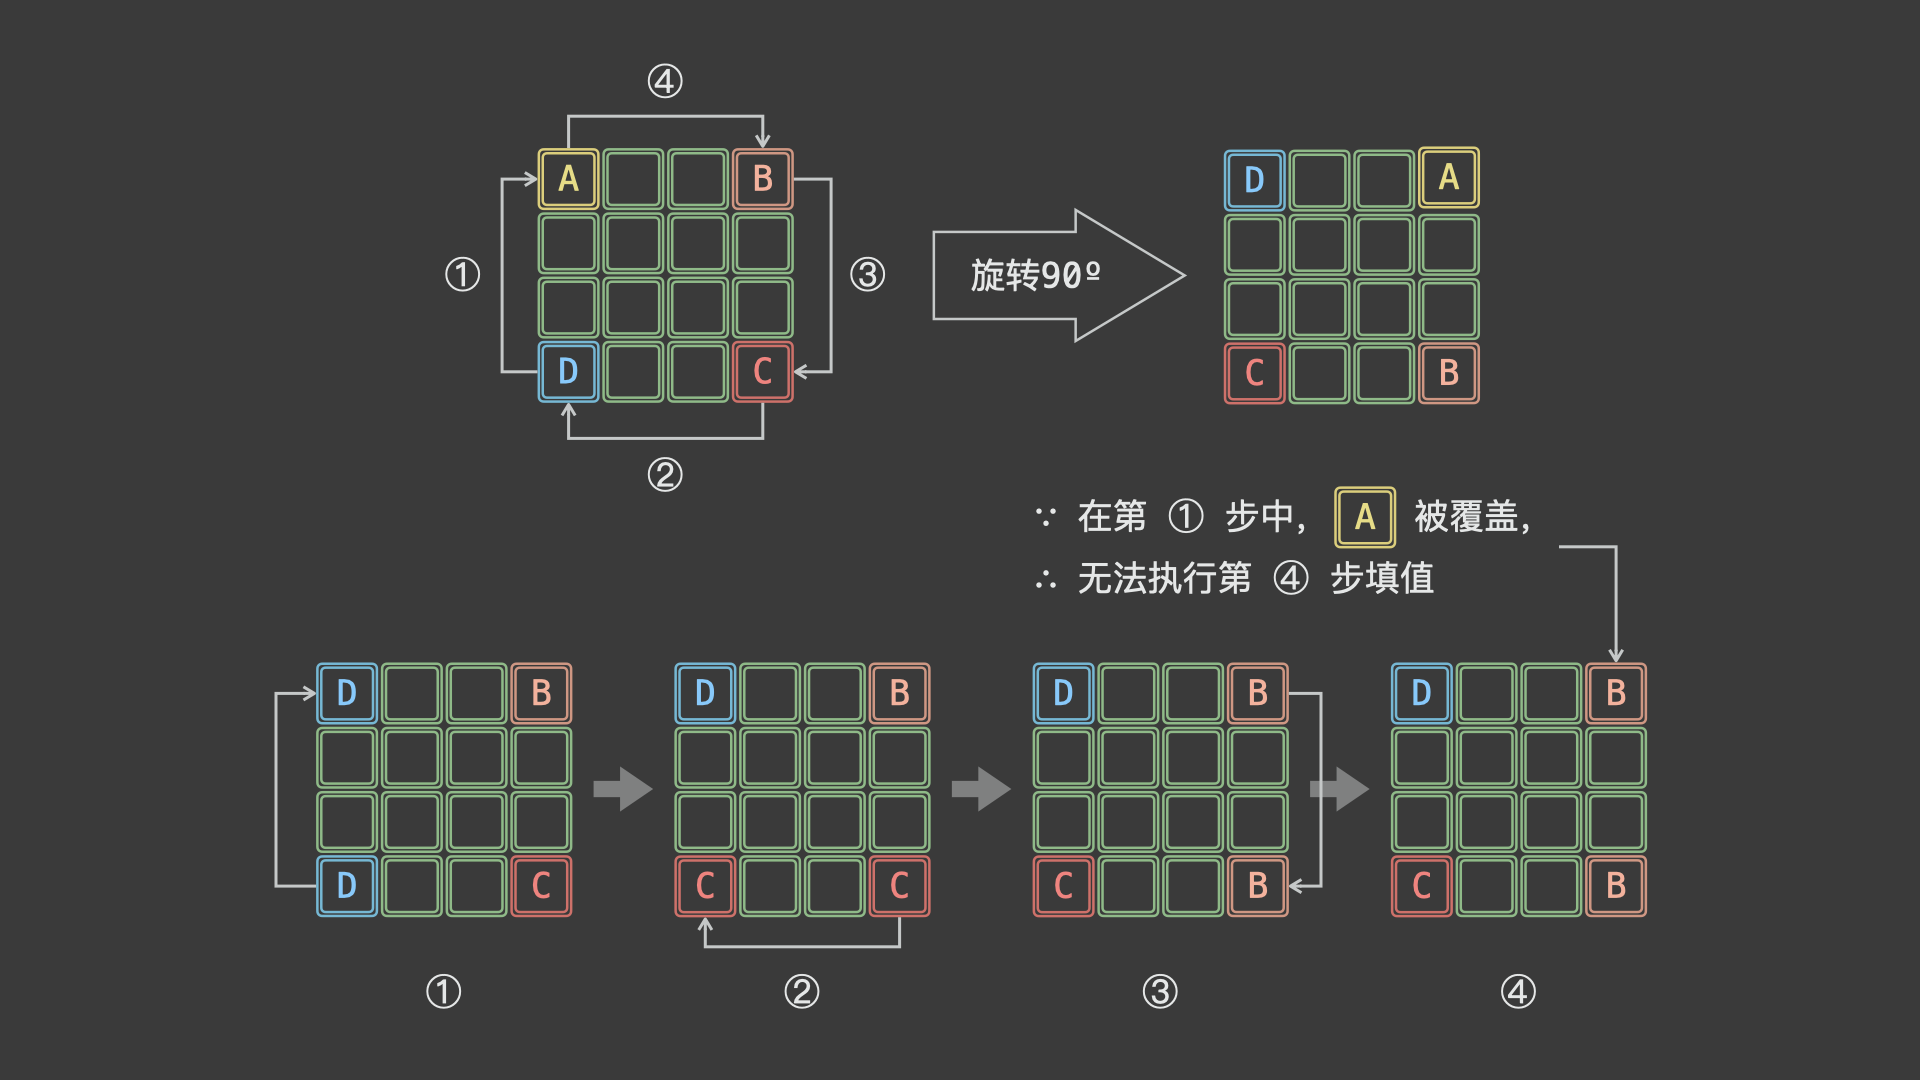 ④
A B
① ③
D C
②
旋转90º
D A
C B
∵ 在第 ① 步中, A 被覆盖,
∴ 无法执行第 ④ 步填值
D B D B D B D B
D C C C C B C B
① ② ③ ④